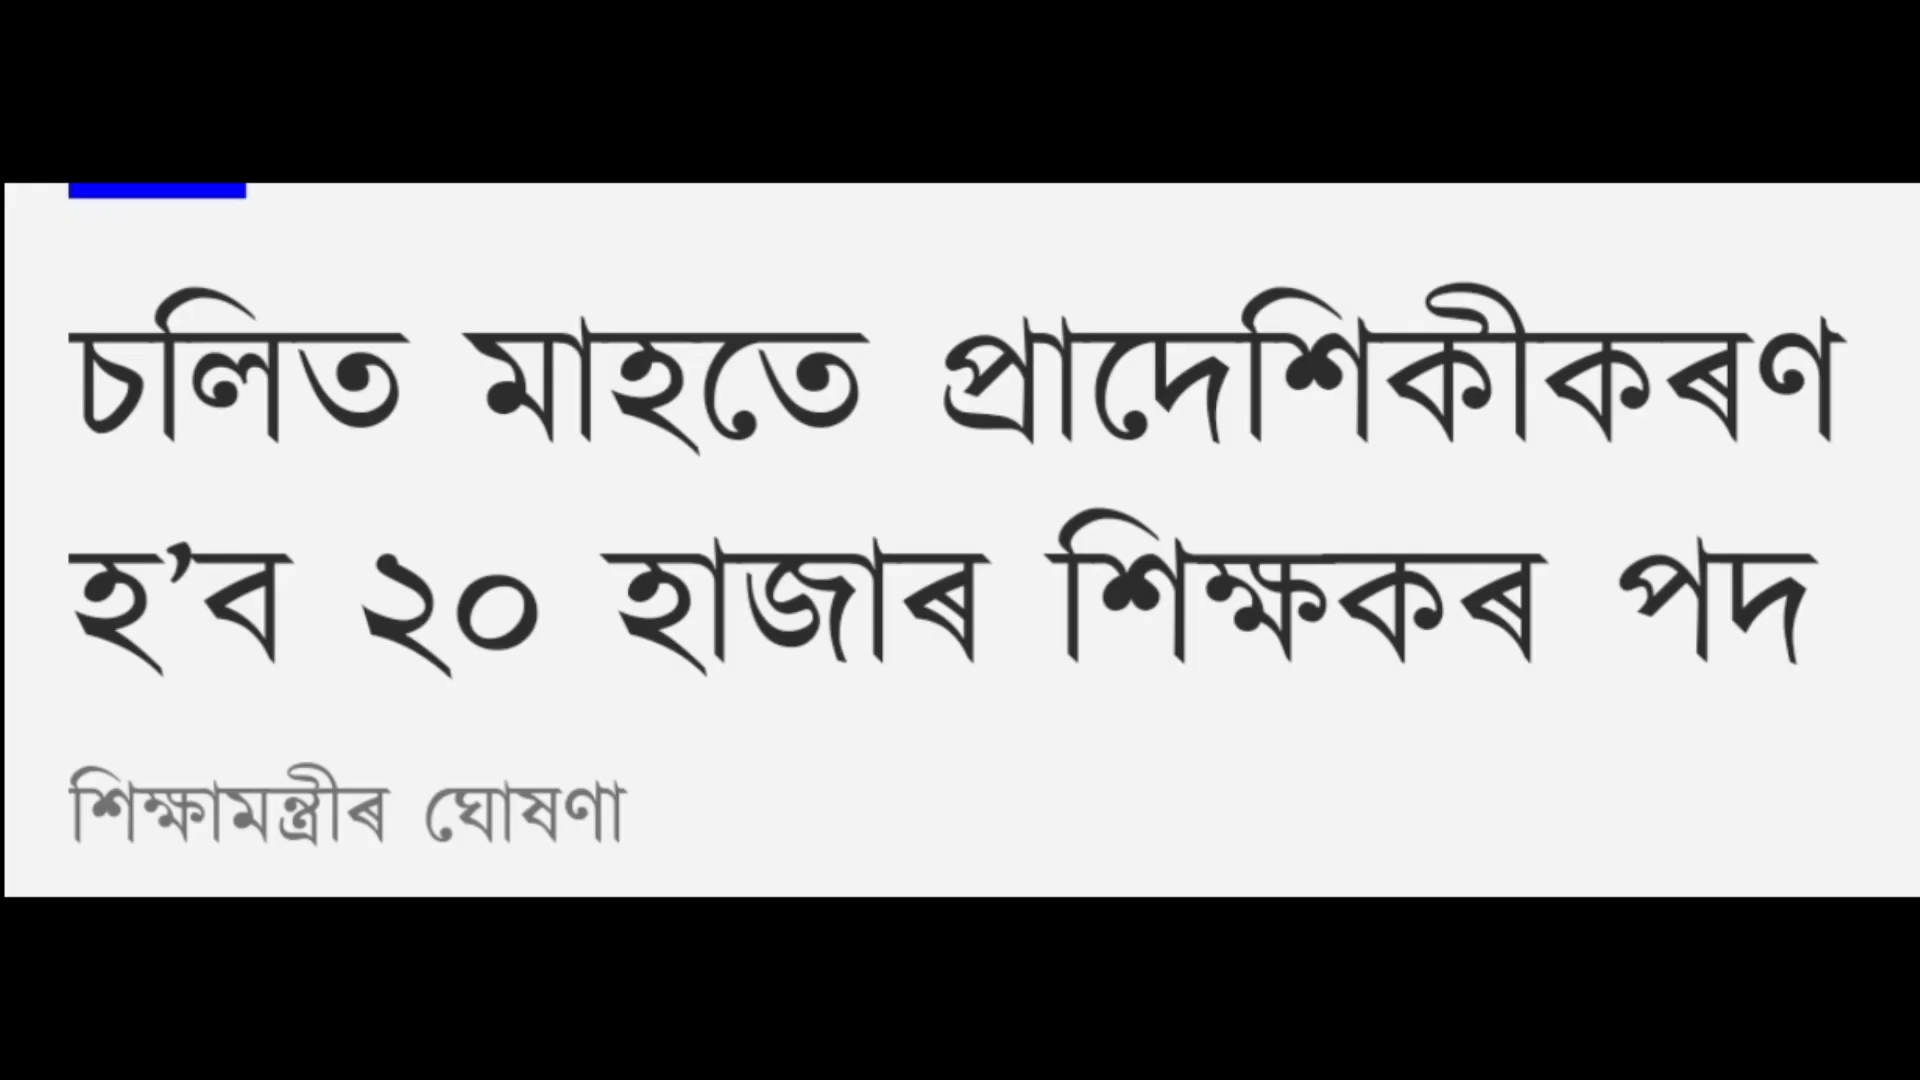 চলিত মাহতে প্ৰাদেশিকীকৰণ
হ’ব ২০ হাজাৰ শিক্ষকৰ পদ
শিক্ষামন্ত্ৰীৰ ঘোষণা